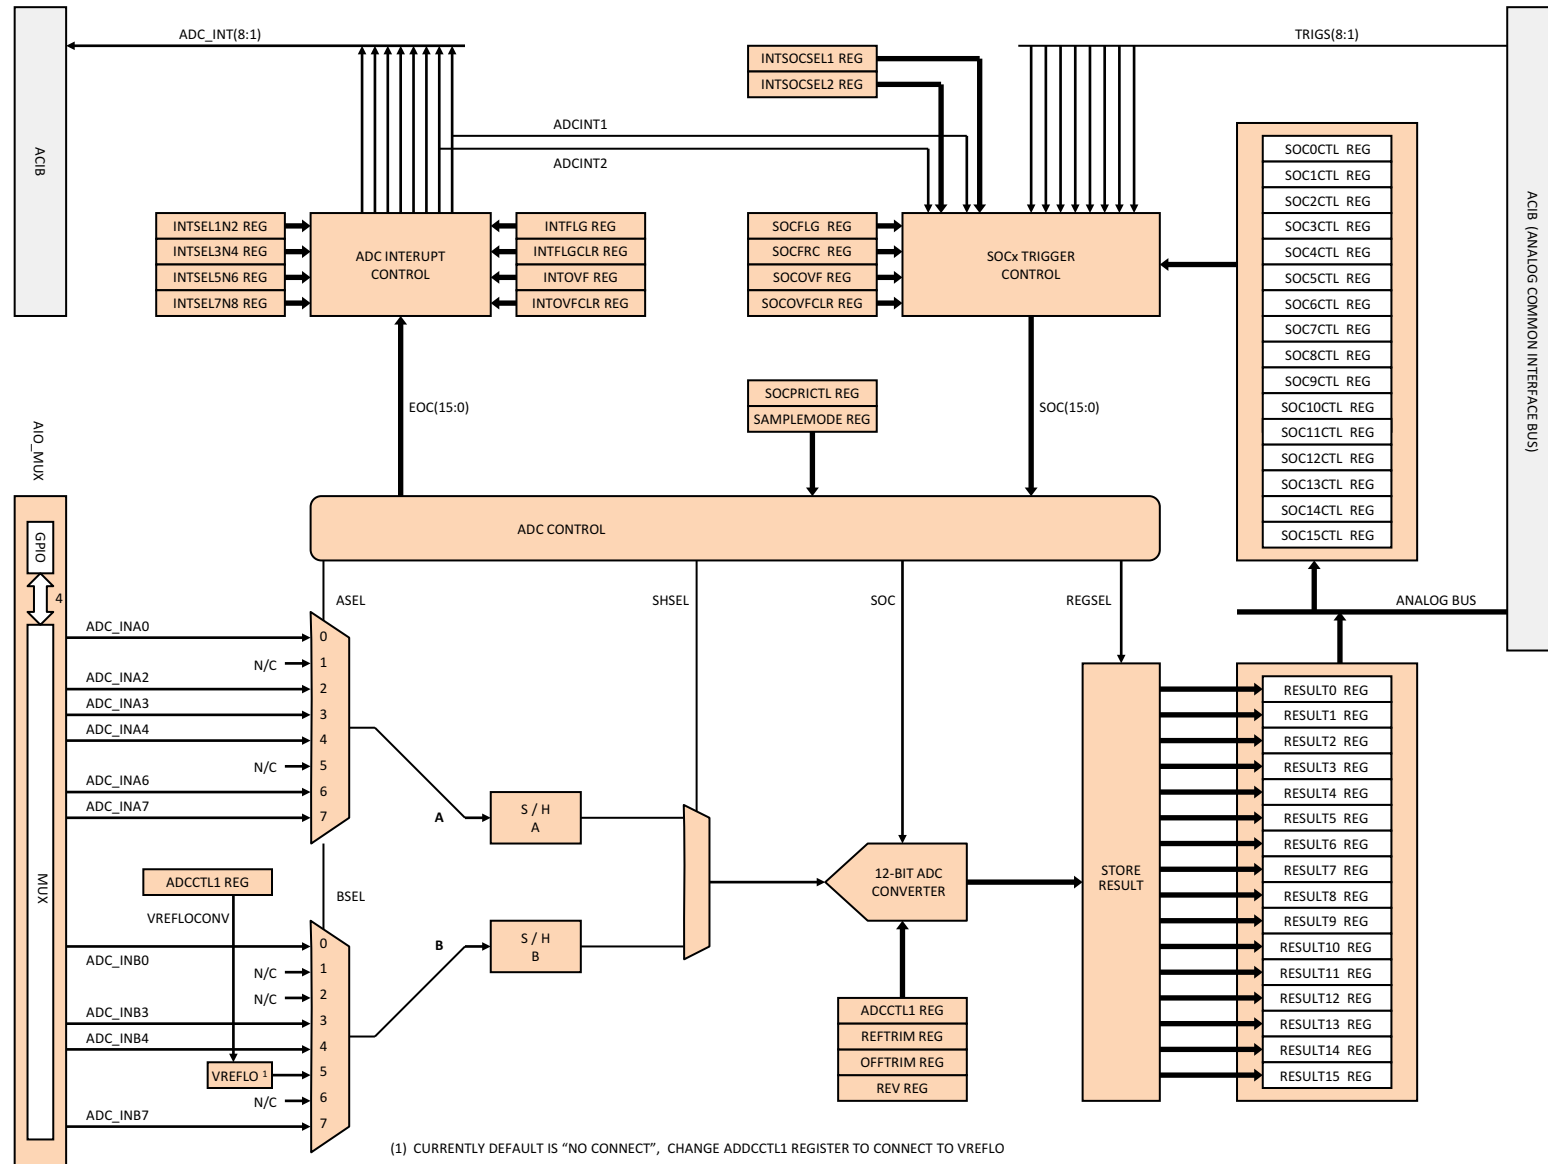 ADC_INT(8:1)
TRIGS(8:1)
INTSOCSEL1 REG
INTSOCSEL2 REG
ADCINT1
ADCINT2
ACIB
ACIB (ANALOG COMMON INTERFACE BUS)
INTSEL1N2 REG
INTSEL3N4 REG
INTSEL5N6 REG
INTSEL7N8 REG
ADC INTERUPT
CONTROL
INTFLG REG
INTFLGCLR REG
INTOVF REG
INTOVFCLR REG
SOCFLG REG
SOCFRC REG
SOCOVF REG
SOCOVFCLR REG
SOCx TRIGGER
CONTROL
SOC0CTL REG
SOC1CTL REG
SOC2CTL REG
SOC3CTL REG
SOC4CTL REG
SOC5CTL REG
SOC6CTL REG
SOC7CTL REG
SOC8CTL REG
SOC9CTL REG
SOC10CTL REG
SOC11CTL REG
SOC12CTL REG
SOC13CTL REG
SOC14CTL REG
SOC15CTL REG
EOC(15:0)
SOCPRICTL REG
SAMPLEMODE REG
SOC(15:0)
AIO_MUX
GPIO
4
MUX
ADC CONTROL
ASEL
SHSEL
SOC
REGSEL
ANALOG BUS
ADC_INA0
N/C
ADC_INA2
ADC_INA3
ADC_INA4
N/C
ADC_INA6
ADC_INA7
0
1
2
3
4
5
6
7
A
S / H
A
ADCCTL1 REG
VREFLOCONV
BSEL
ADC_INB0
N/C
N/C
ADC_INB3
ADC_INB4
VREFLO 1
N/C
ADC_INB7
0
1
2
3
4
5
6
7
B
S / H
B
12-BIT ADC
CONVERTER
ADCCTL1 REG
REFTRIM REG
OFFTRIM REG
REV REG
STORE
RESULT
RESULT0 REG
RESULT1 REG
RESULT2 REG
RESULT3 REG
RESULT4 REG
RESULT5 REG
RESULT6 REG
RESULT7 REG
RESULT8 REG
RESULT9 REG
RESULT10 REG
RESULT11 REG
RESULT12 REG
RESULT13 REG
RESULT14 REG
RESULT15 REG
(1) CURRENTLY DEFAULT IS “NO CONNECT”, CHANGE ADDCCTL1 REGISTER TO CONNECT TO VREFLO